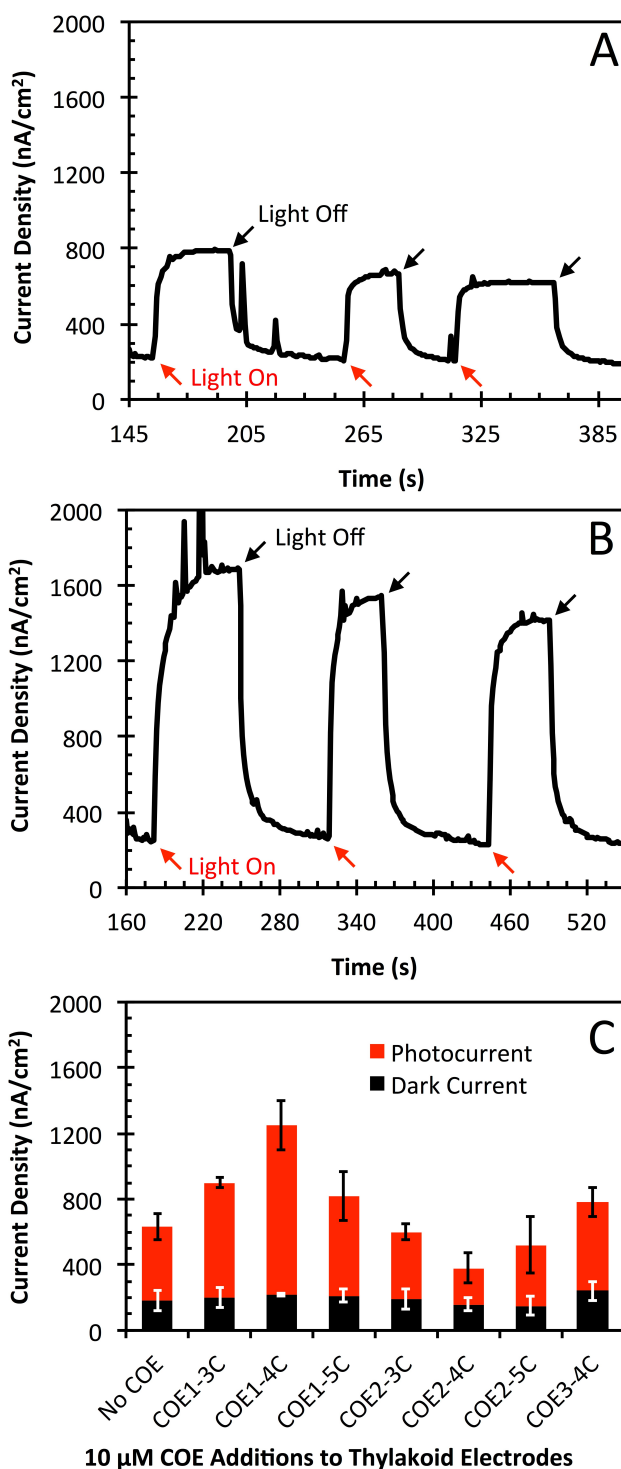 A
Current Density (nA/cm²)
2000
1600
1200
800
400
0
Light Off
Light On
145 205 265 325 385
Time (s)
B
Current Density (nA/cm²)
2000
1600
1200
800
400
0
Light Off
Light On
160 220 280 340 400 460 520
Time (s)
C
Current Density (nA/cm²)
2000
1600
1200
800
400
0
Photocurrent
Dark Current
No COE
COE1-3C
COE1-4C
COE1-5C
COE2-3C
COE2-4C
COE2-5C
COE3-4C
10 µM COE Additions to Thylakoid Electrodes